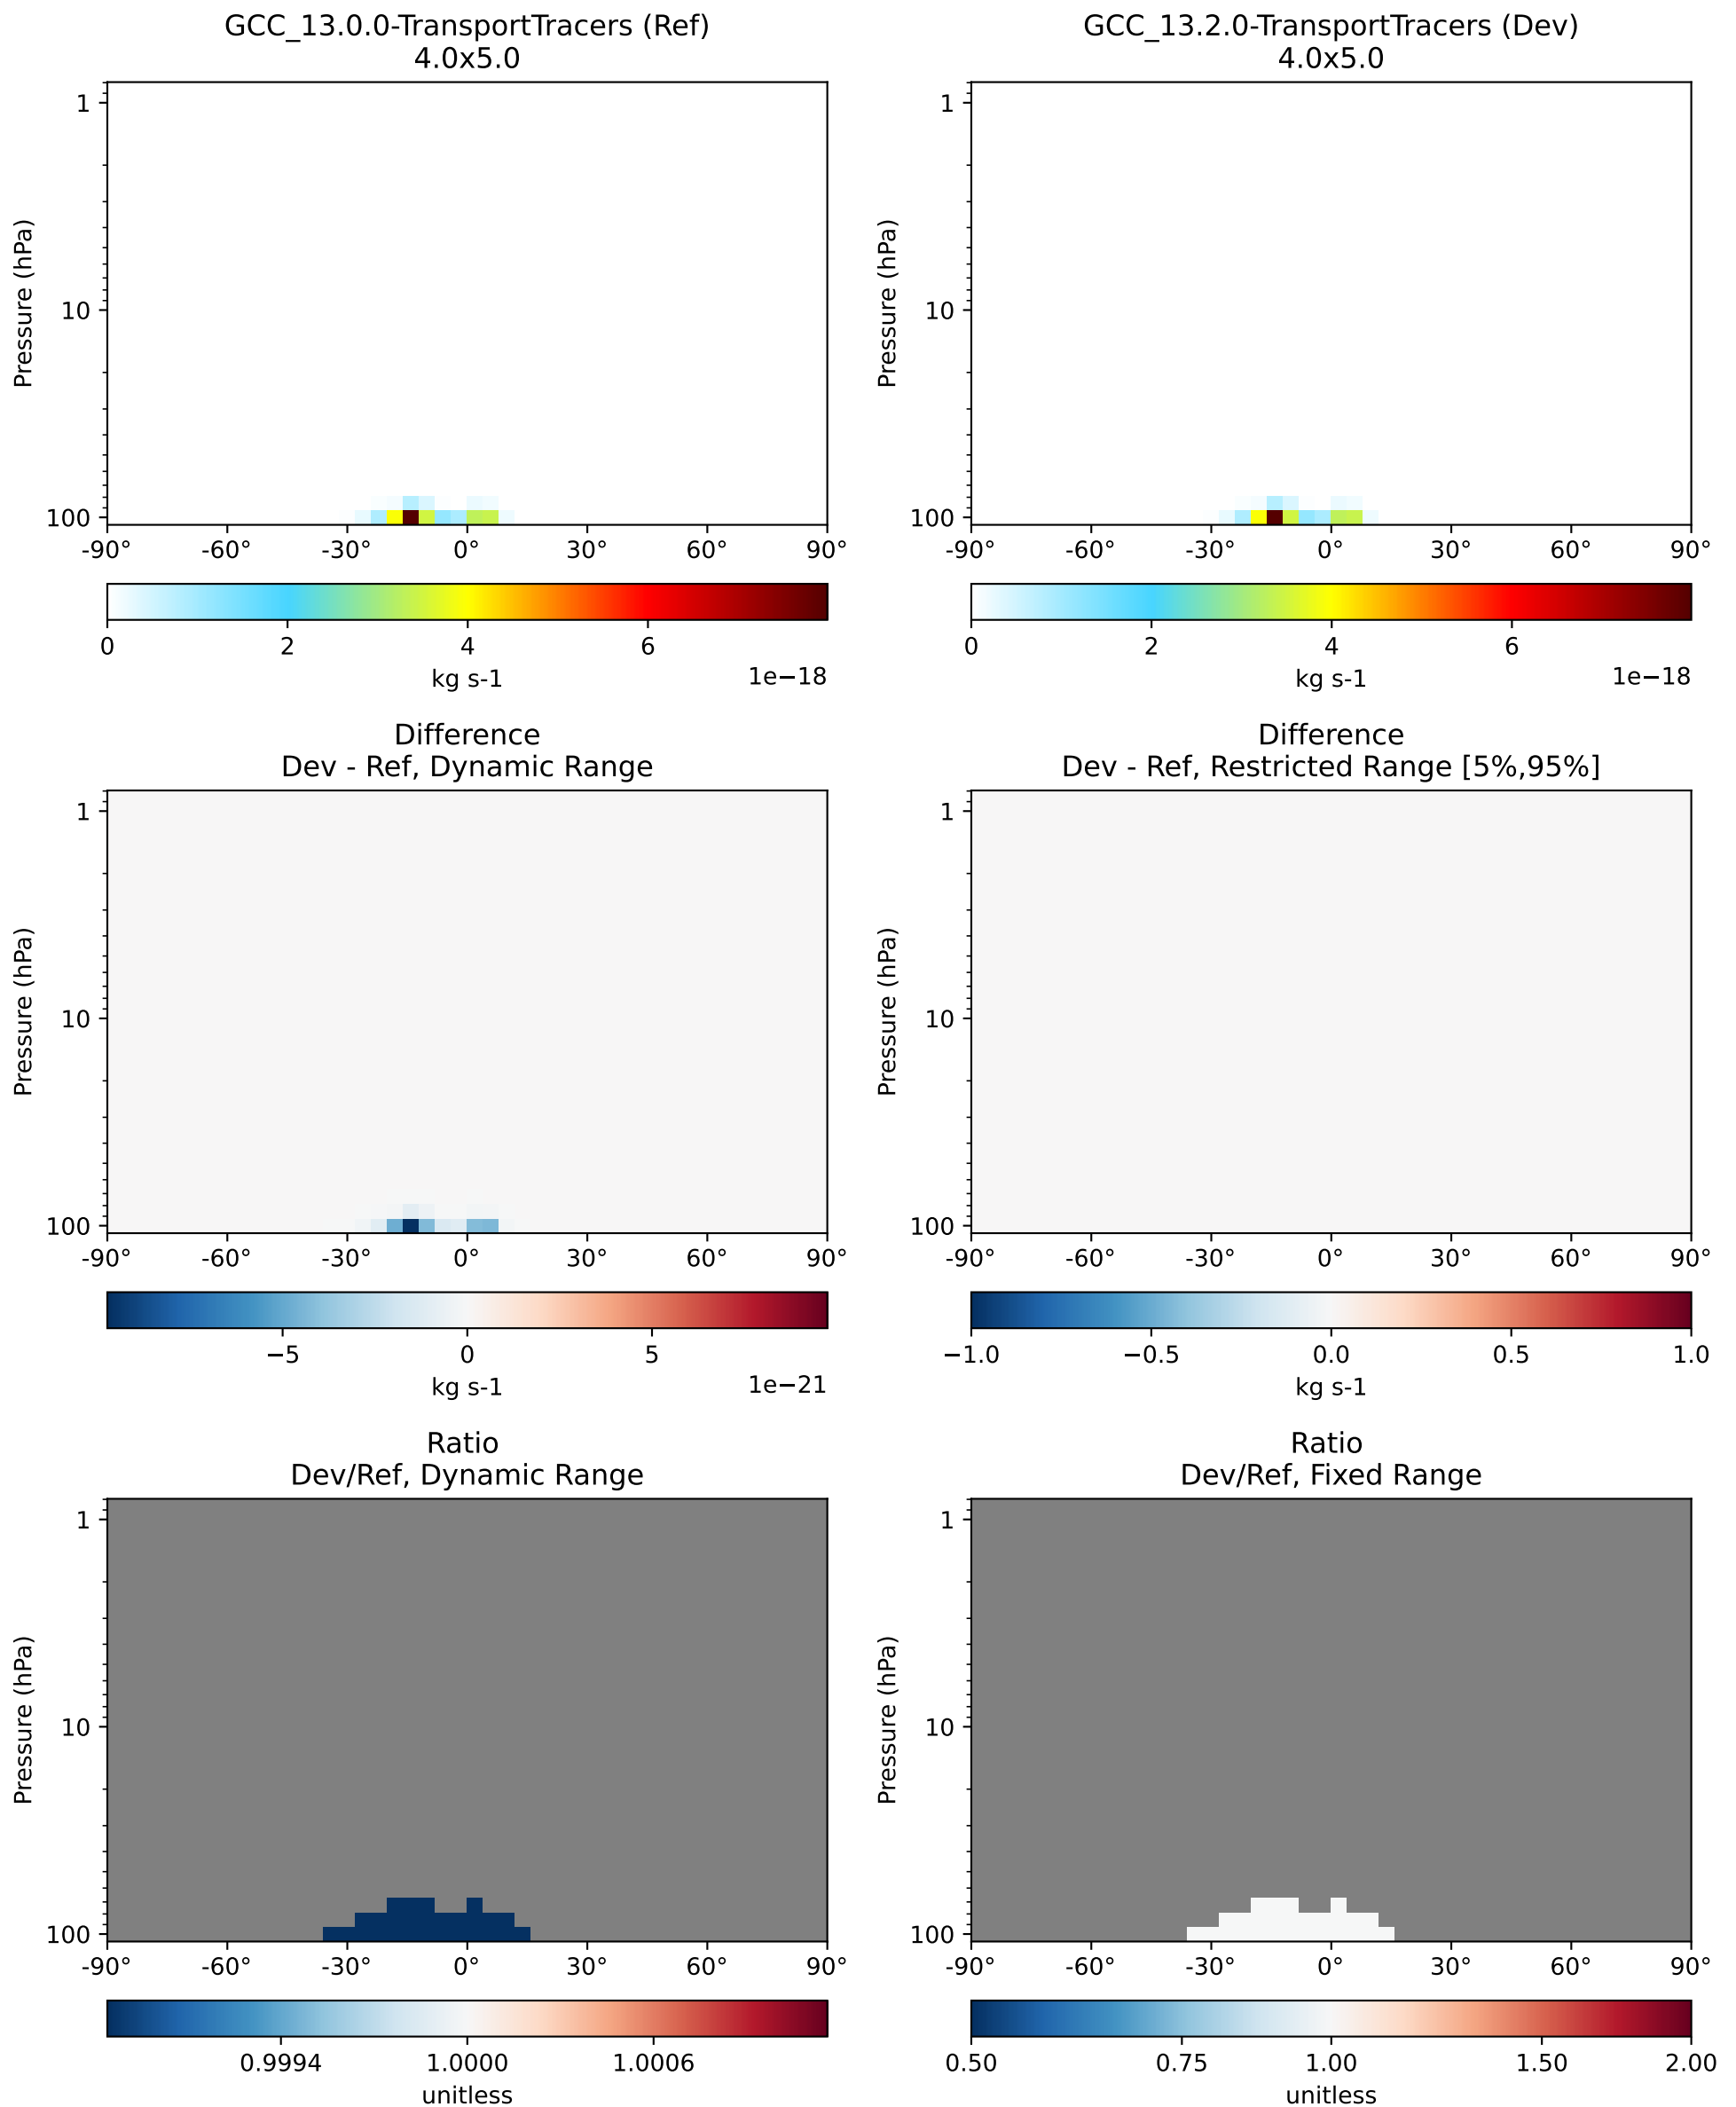 GCC_13.0.0-TransportTracers (Ref)
4.0x5.0
GCC_13.2.0-TransportTracers (Dev)
4.0x5.0
Pressure (hPa)
1
10
100
-90° -60° -30° 0° 30° 60° 90°
0 2 4 6
kg s-1 1e−18
Pressure (hPa)
1
10
100
-90° -60° -30° 0° 30° 60° 90°
0 2 4 6
kg s-1 1e−18
Difference
Dev - Ref, Dynamic Range
Difference
Dev - Ref, Restricted Range [5%,95%]
Pressure (hPa)
1
10
100
-90° -60° -30° 0° 30° 60° 90°
−5 0 5
kg s-1 1e−21
Pressure (hPa)
1
10
100
-90° -60° -30° 0° 30° 60° 90°
−1.0 −0.5 0.0 0.5 1.0
kg s-1
Ratio
Dev/Ref, Dynamic Range
Ratio
Dev/Ref, Fixed Range
Pressure (hPa)
1
10
100
-90° -60° -30° 0° 30° 60° 90°
0.9994 1.0000 1.0006
unitless
Pressure (hPa)
1
10
100
-90° -60° -30° 0° 30° 60° 90°
0.50 0.75 1.00 1.50 2.00
unitless